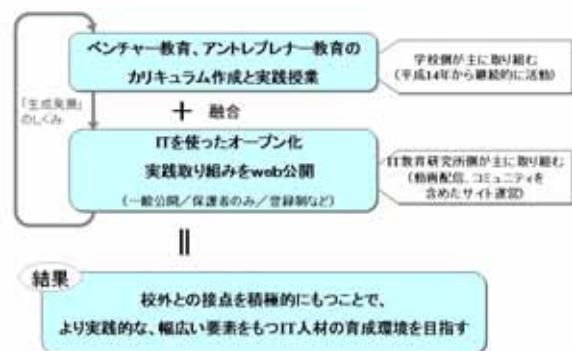 ベンチャー教育、アントレプレナー教育の
カリキュラム作成と実践授業
学校側が主に取り組む
(平成14年から継続的に活動)
「生成発展」
のしくみ
+ 融合
ITを使ったオープン化
実践取り組みをweb公開
(一般公開/保護者のみ/登録制など)
IT教育研究所側が主に取り組む
(動画配信、コミュニティを
含めたサイト運営)
||
結果
校外との接点を積極的にもつことで、
より実践的な、幅広い要素をもつIT人材の育成環境を目指す